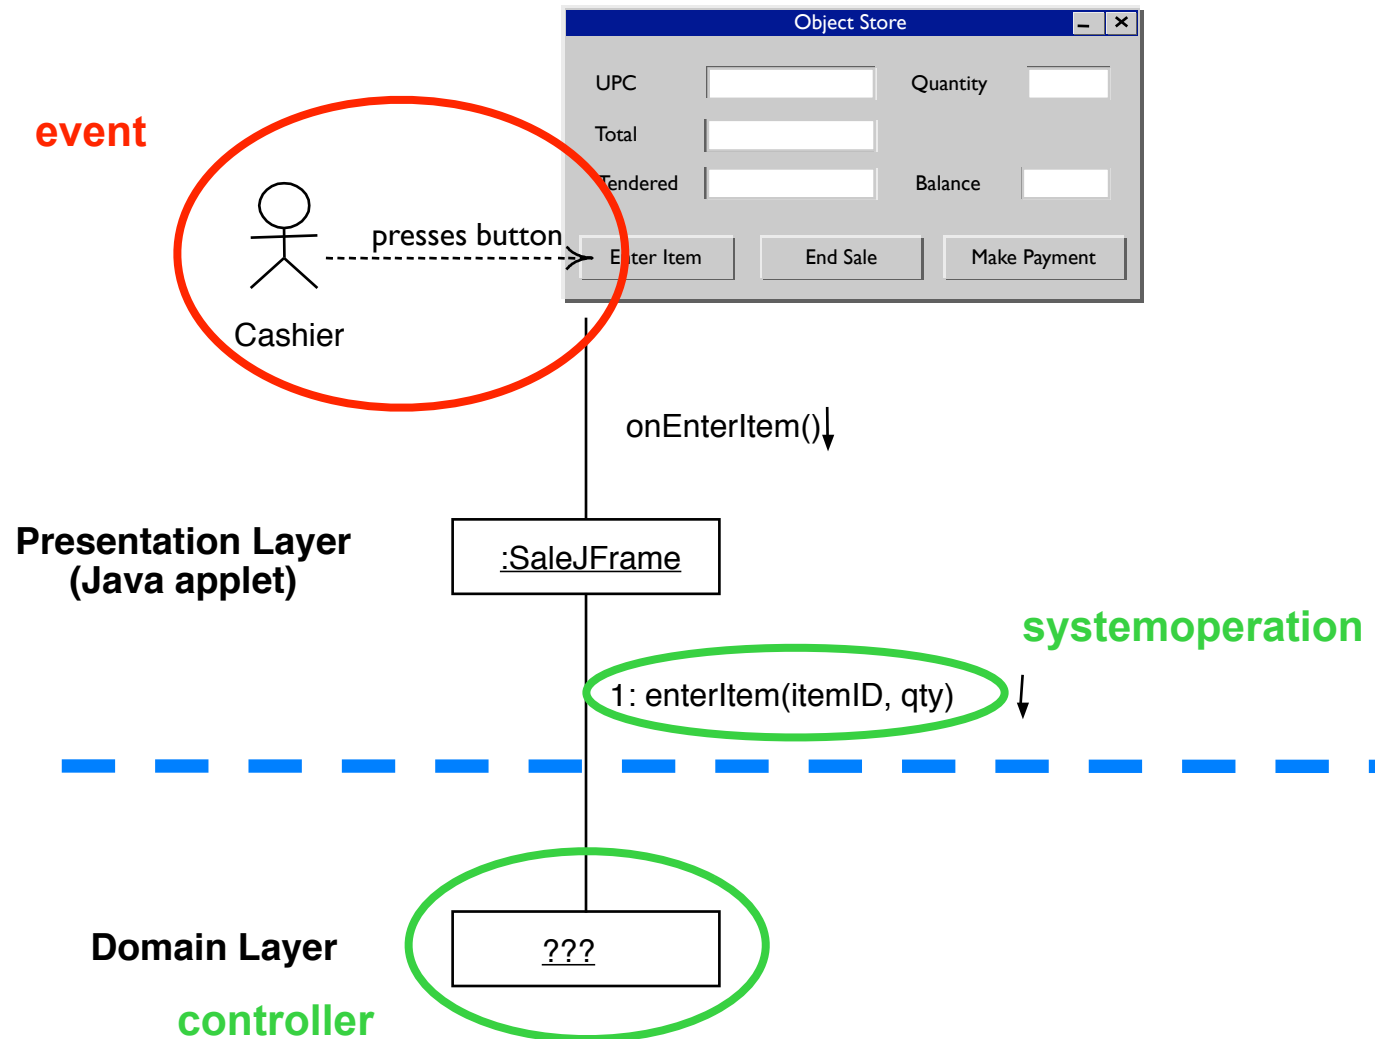 Object Store
UPC
Quantity
event
Total
Tendered
Balance
presses button
Enter Item
End Sale
Make Payment
Cashier
onEnterItem()
Presentation Layer
(Java applet)
:SaleJFrame
systemoperation
1: enterItem(itemID, qty)
Domain Layer
???
controller